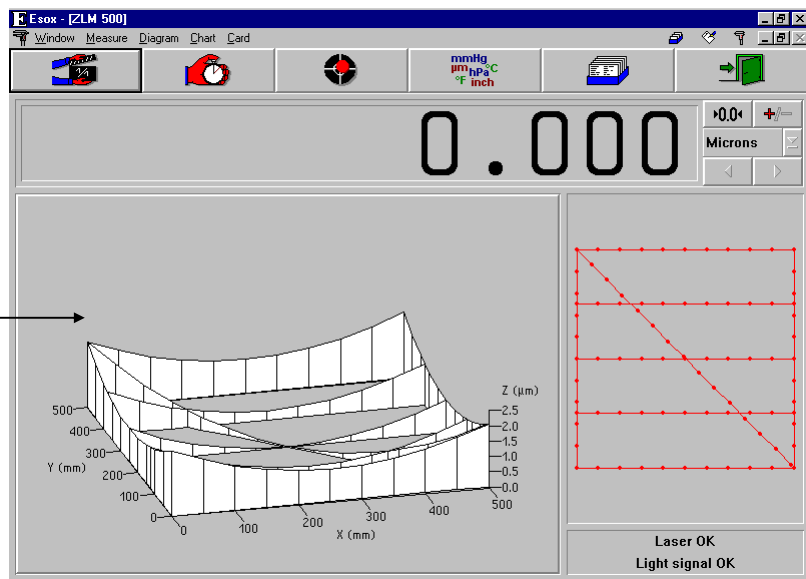 Esox - [ZLM 500]
Window Measure Diagram Chart Card
1/1
mmHg
µm hPa °C
°F inch
0.000
0.0
+/-
Microns
Z (µm)
2.5
2.0
1.5
1.0
0.5
0.0
500
400
300
200
100
0
Y (mm)
0
100
200
300
400
500
X (mm)
Laser OK
Light signal OK